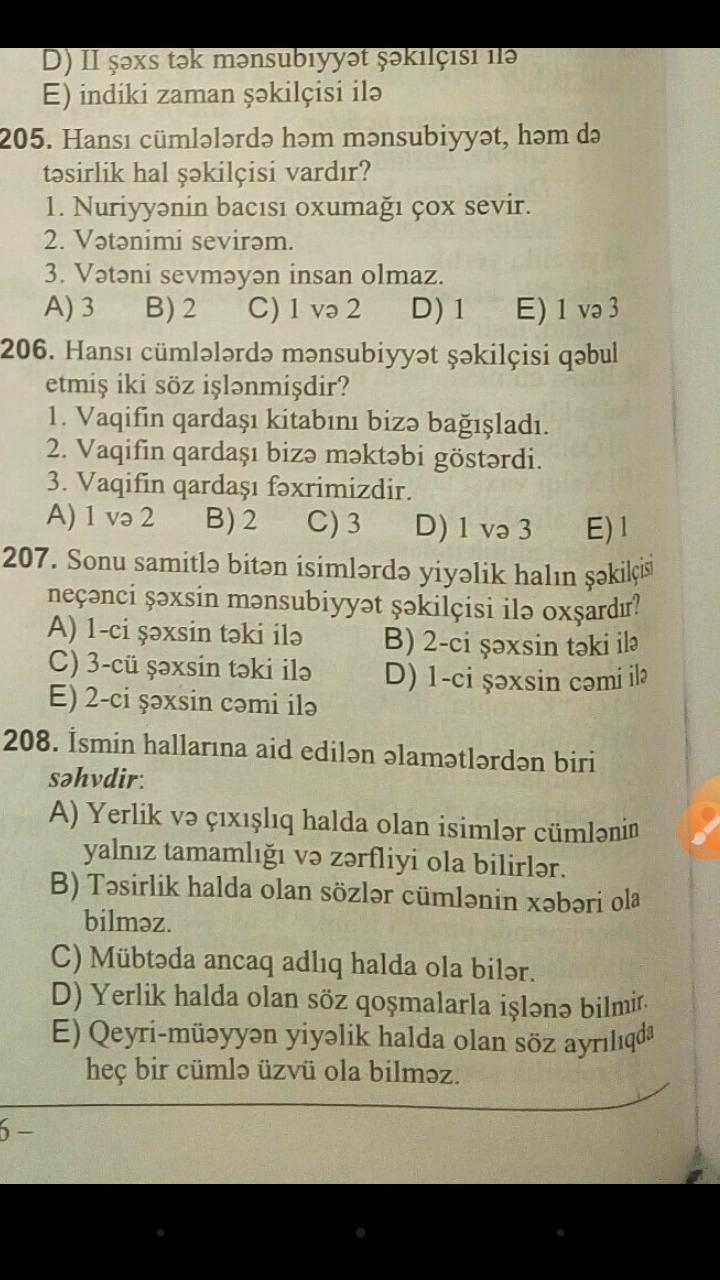 D) II şəxs tək mənsubiyyət şəkilçisi ilə
E) indiki zaman şəkilçisi ilə
205. Hansı cümlələrdə həm mənsubiyyət, həm də
təsirlik hal şəkilçisi vardır?
1. Nuriyyənin bacısı oxumağı çox sevir.
2. Vətənimi sevirəm.
3. Vətəni sevməyən insan olmaz.
A) 3 B) 2 C) 1 və 2 D) 1 E) 1 və 3
206. Hansı cümlələrdə mənsubiyyət şəkilçisi qəbul
etmiş iki söz işlənmişdir?
1. Vaqifin qardaşı kitabını bizə bağışladı.
2. Vaqifin qardaşı bizə məktəbi göstərdi.
3. Vaqifin qardaşı fəxrimizdir.
A) 1 və 2 B) 2 C) 3 D) 1 və 3 E) 1
207. Sonu samitlə bitən isimlərdə yiyəlik halın şəkilçisi
neçənci şəxsin mənsubiyyət şəkilçisi ilə oxşardır?
A) 1-ci şəxsin təki ilə B) 2-ci şəxsin təki ilə
C) 3-cü şəxsin təki ilə D) 1-ci şəxsin cəmi ilə
E) 2-ci şəxsin cəmi ilə
208. İsmin hallarına aid edilən əlamətlərdən biri
səhvdir:
A) Yerlik və çıxışlıq halda olan isimlər cümlənin
yalnız tamamlığı və zərfliyi ola bilirlər.
B) Təsirlik halda olan sözlər cümlənin xəbəri ola
bilməz.
C) Mübtəda ancaq adlıq halda ola bilər.
D) Yerlik halda olan söz qoşmalarla işlənə bilmir.
E) Qeyri-müəyyən yiyəlik halda olan söz ayrılıqda
heç bir cümlə üzvü ola bilməz.
6 –